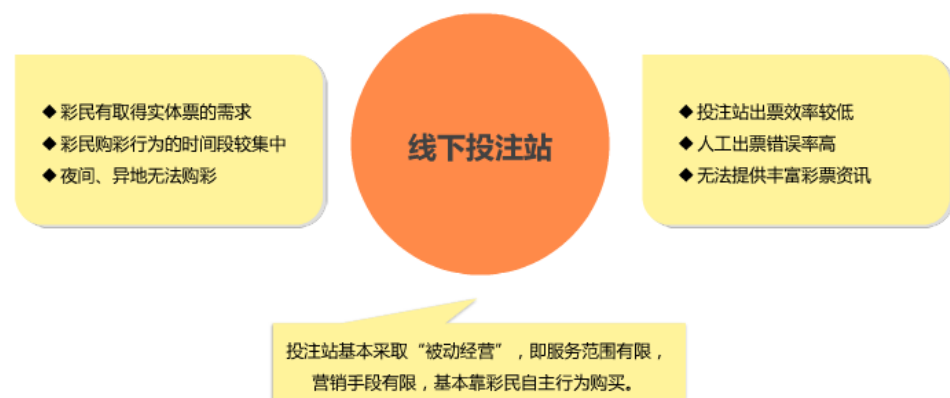 ◆ 彩民有取得实体票的需求
◆ 彩民购彩行为的时间段较集中
◆ 夜间、异地无法购彩
线下投注站
◆ 投注站出票效率较低
◆ 人工出票错误率高
◆ 无法提供丰富彩票资讯
投注站基本采取“被动经营”，即服务范围有限，
营销手段有限，基本靠彩民自主行为购买。